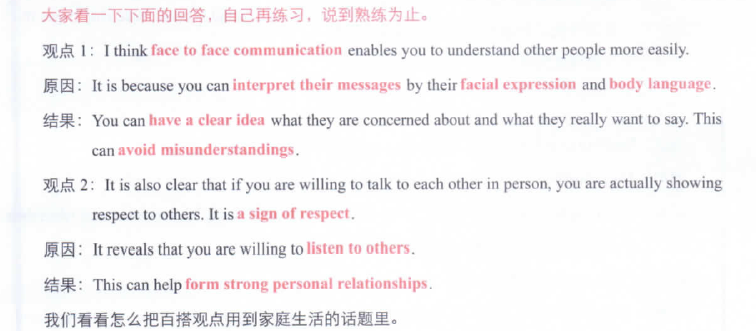 大家看一下下面的回答，自己再练习，说到熟练为止。
观点 1：I think face to face communication enables you to understand other people more easily.
原因：It is because you can interpret their messages by their facial expression and body language.
结果：You can have a clear idea what they are concerned about and what they really want to say. This
can avoid misunderstandings.
观点 2：It is also clear that if you are willing to talk to each other in person, you are actually showing
respect to others. It is a sign of respect.
原因：It reveals that you are willing to listen to others.
结果：This can help form strong personal relationships.
我们看看怎么把百搭观点用到家庭生活的话题里。